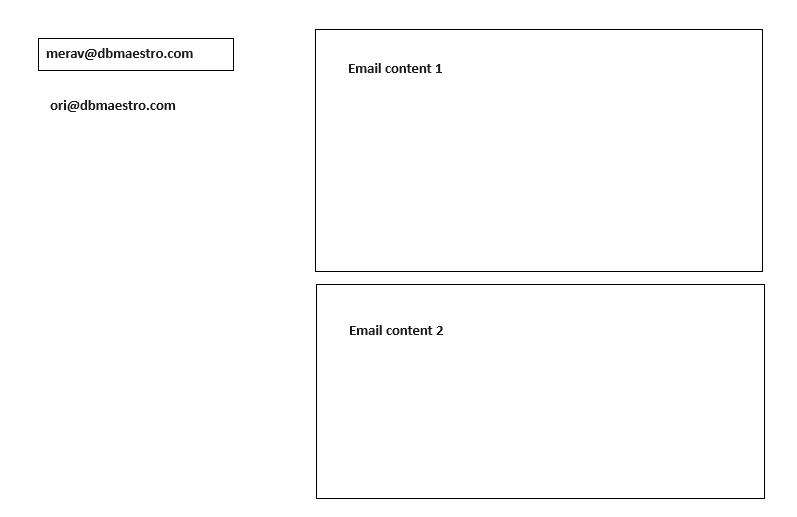 merav@dbmaestro.com
ori@dbmaestro.com
Email content 1
Email content 2